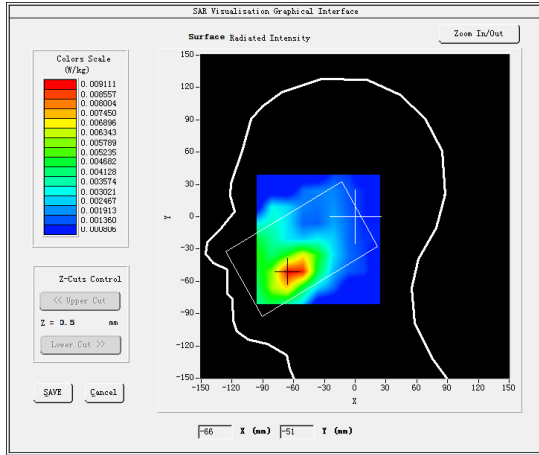 SAR Visualisation Graphical Interface
Surface Radiated Intensity
Zoom In/Out
Colors Scale
(W/kg)
0.009111
0.008557
0.008004
0.007450
0.006896
0.006343
0.005789
0.005235
0.004682
0.004128
0.003574
0.003021
0.002467
0.001913
0.001360
0.000806
Z-Cuts Control
<< Upper Cut
Z = 3.5 mm
Lower Cut >>
SAVE
Cancel
150
120
90
60
30
0
-30
-60
-90
-120
-150
Y
-150 -120 -90 -60 -30 0 30 60 90 120 150
X
-66 X (mm) -51 Y (mm)